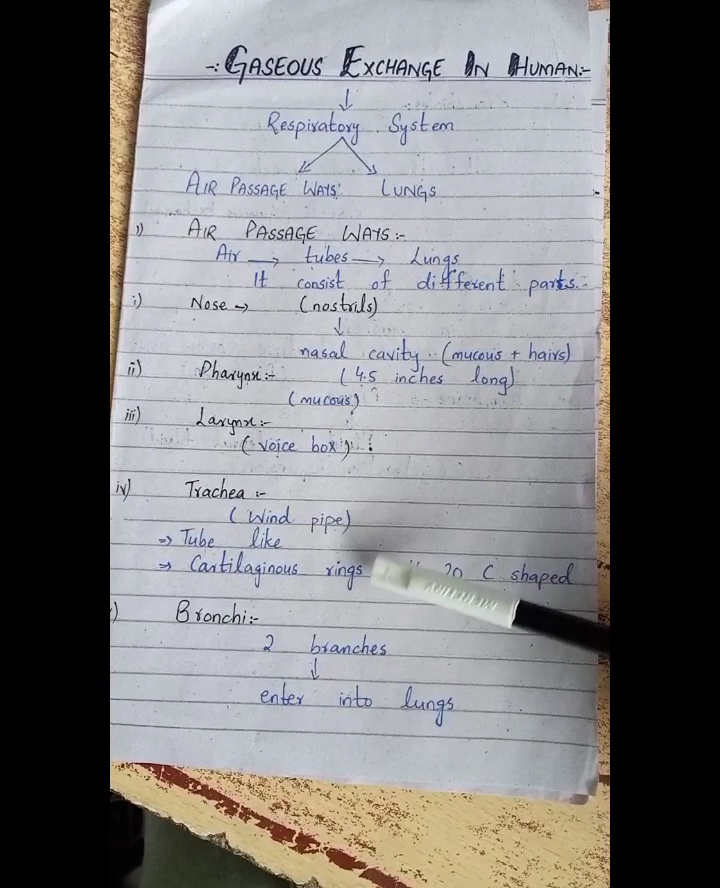 -: GASEOUS EXCHANGE IN HUMAN:-
↓
Respiratory System
AIR PASSAGE WAYS LUNGS
1) AIR PASSAGE WAYS:-
Air → tubes → Lungs
It consist of different parts.-
i) Nose → (nostrils)
↓
nasal cavity (mucous + hairs)
ii) Pharynx:- (4.5 inches long)
(mucous)
iii) Larynx:-
(voice box)
iv) Trachea :-
(Wind pipe)
⇒ Tube like
⇒ Cartilaginous rings 20 C shaped
) Bronchi:-
2 branches
↓
enter into lungs